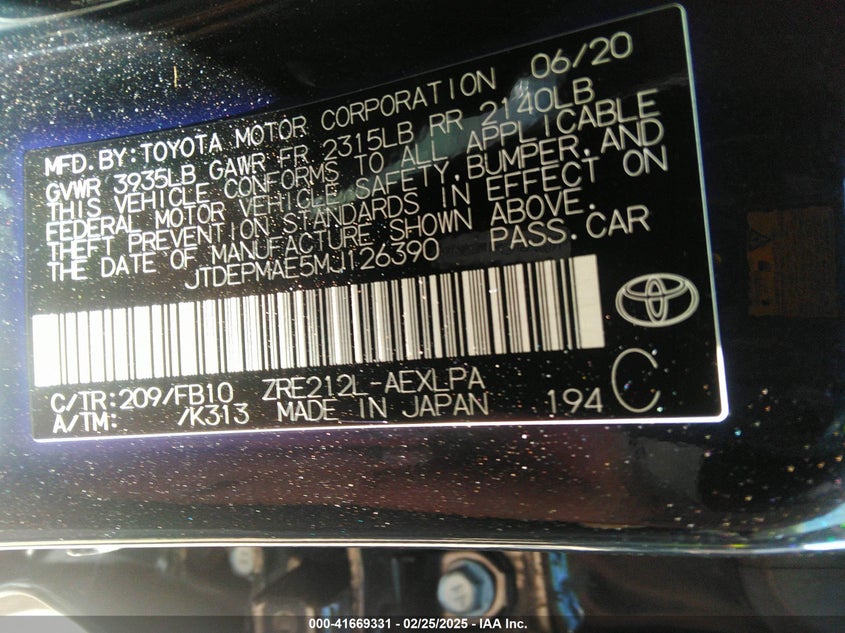 MFD.BY:TOYOTA MOTOR CORPORATION 06/20
GVWR 3935LB GAWR FR 2315LB RR 2140LB
THIS VEHICLE CONFORMS TO ALL APPLICABLE
FEDERAL MOTOR VEHICLE SAFETY,BUMPER,AND
THEFT PREVENTION STANDARDS IN EFFECT ON
THE DATE OF MANUFACTURE SHOWN ABOVE.
JTDEPMAE5MJ126390 PASS.CAR
C/TR:209/FB10 ZRE212L-AEXLPA
A/TM: /K313 MADE IN JAPAN 194 C
000-41669331 - 02/25/2025 - IAA Inc.